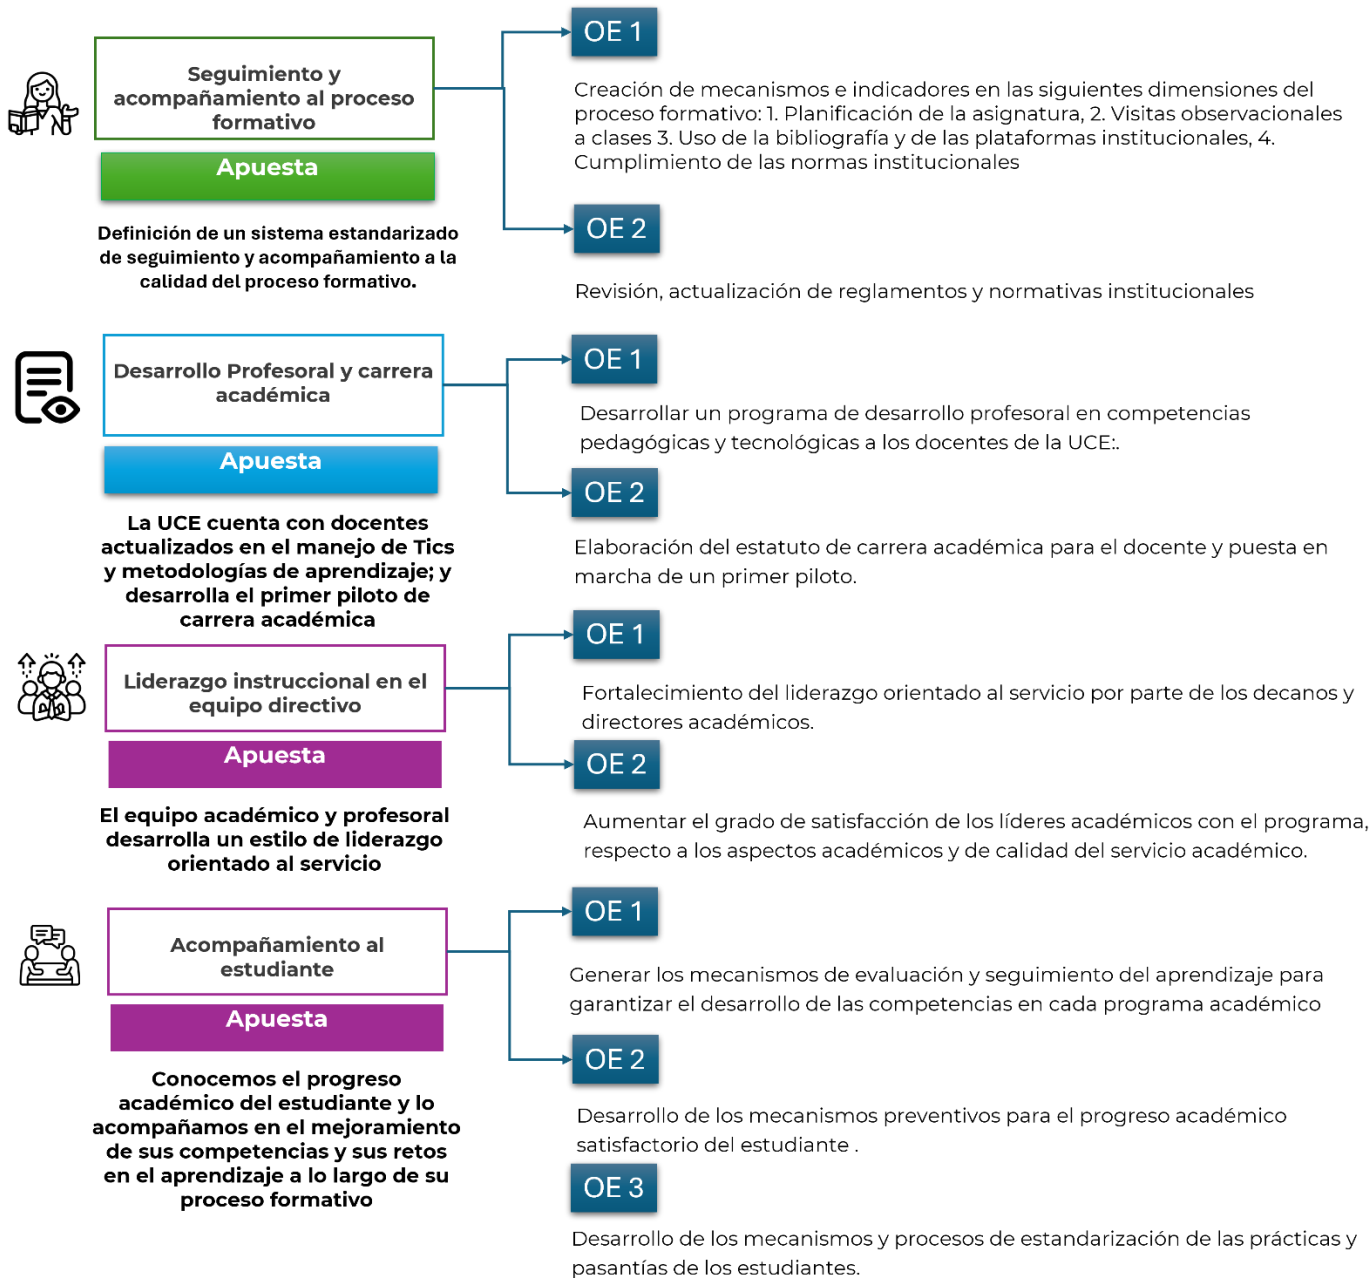 Seguimiento y
acompañamiento al proceso
formativo
Apuesta
Definición de un sistema estandarizado
de seguimiento y acompañamiento a la
calidad del proceso formativo.
OE 1
Creación de mecanismos e indicadores en las siguientes dimensiones del
proceso formativo: 1. Planificación de la asignatura, 2. Visitas observacionales
a clases 3. Uso de la bibliografía y de las plataformas institucionales, 4.
Cumplimiento de las normas institucionales
OE 2
Revisión, actualización de reglamentos y normativas institucionales
Desarrollo Profesoral y carrera
académica
Apuesta
La UCE cuenta con docentes
actualizados en el manejo de Tics
y metodologías de aprendizaje; y
desarrolla el primer piloto de
carrera académica
OE 1
Desarrollar un programa de desarrollo profesoral en competencias
pedagógicas y tecnológicas a los docentes de la UCE:.
OE 2
Elaboración del estatuto de carrera académica para el docente y puesta en
marcha de un primer piloto.
Liderazgo instruccional en el
equipo directivo
Apuesta
El equipo académico y profesoral
desarrolla un estilo de liderazgo
orientado al servicio
OE 1
Fortalecimiento del liderazgo orientado al servicio por parte de los decanos y
directores académicos.
OE 2
Aumentar el grado de satisfacción de los líderes académicos con el programa,
respecto a los aspectos académicos y de calidad del servicio académico.
Acompañamiento al
estudiante
Apuesta
Conocemos el progreso
académico del estudiante y lo
acompañamos en el mejoramiento
de sus competencias y sus retos
en el aprendizaje a lo largo de su
proceso formativo
OE 1
Generar los mecanismos de evaluación y seguimiento del aprendizaje para
garantizar el desarrollo de las competencias en cada programa académico
OE 2
Desarrollo de los mecanismos preventivos para el progreso académico
satisfactorio del estudiante .
OE 3
Desarrollo de los mecanismos y procesos de estandarización de las prácticas y
pasantías de los estudiantes.